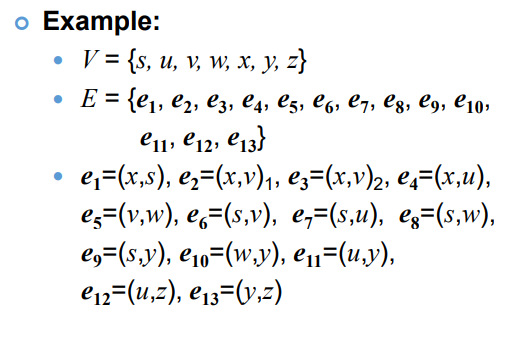 Example:
V = {s, u, v, w, x, y, z}
E = {e₁, e₂, e₃, e₄, e₅, e₆, e₇, e₈, e₉, e₁₀,
e₁₁, e₁₂, e₁₃}
e₁=(x,s), e₂=(x,v)₁, e₃=(x,v)₂, e₄=(x,u),
e₅=(v,w), e₆=(s,v), e₇=(s,u), e₈=(s,w),
e₉=(s,y), e₁₀=(w,y), e₁₁=(u,y),
e₁₂=(u,z), e₁₃=(y,z)